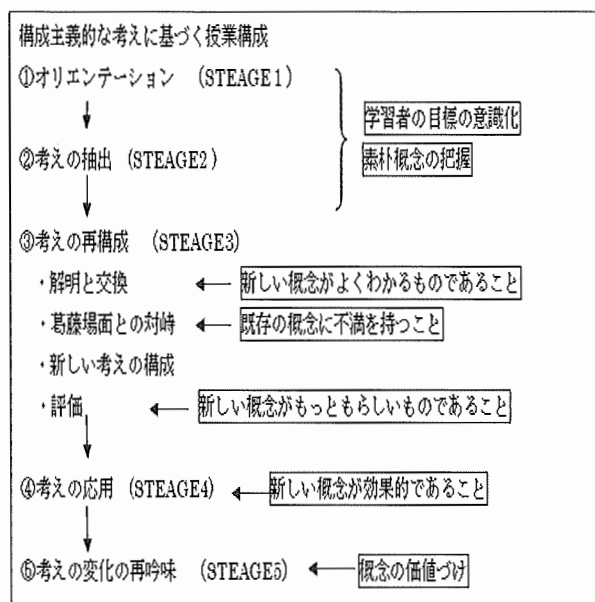 構成主義的な考えに基づく授業構成
①オリエンテーション (STEAGE1)
学習者の目標の意識化
②考えの抽出 (STEAGE2)
素朴概念の把握
③考えの再構成 (STEAGE3)
・解明と交換
新しい概念がよくわかるものであること
・葛藤場面との対峙
既存の概念に不満を持つこと
・新しい考えの構成
・評価
新しい概念がもっともらしいものであること
④考えの応用 (STEAGE4)
新しい概念が効果的であること
⑤考えの変化の再吟味 (STEAGE5)
概念の価値づけ